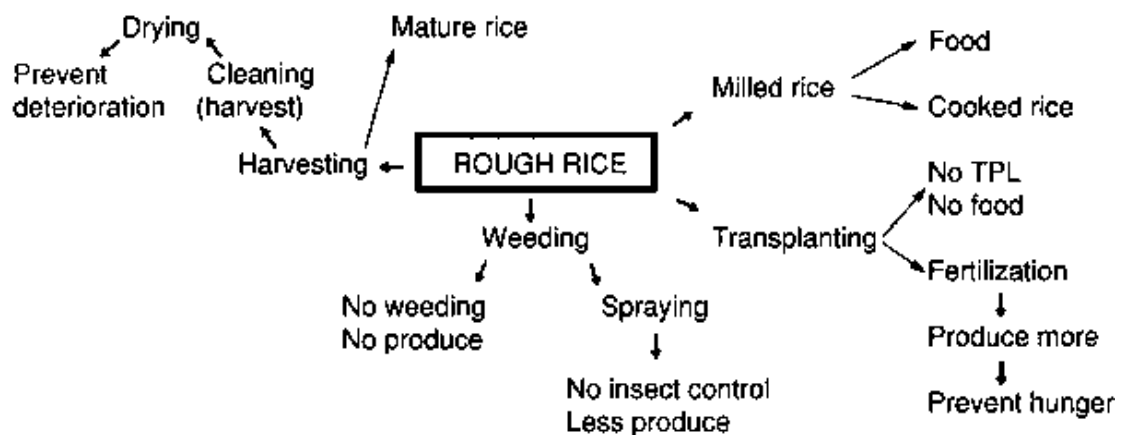 Drying
Prevent
deterioration
Cleaning
(harvest)
Harvesting
Mature rice
ROUGH RICE
Milled rice
Food
Cooked rice
Transplanting
No TPL
No food
Fertilization
Produce more
Prevent hunger
Weeding
No weeding
No produce
Spraying
No insect control
Less produce